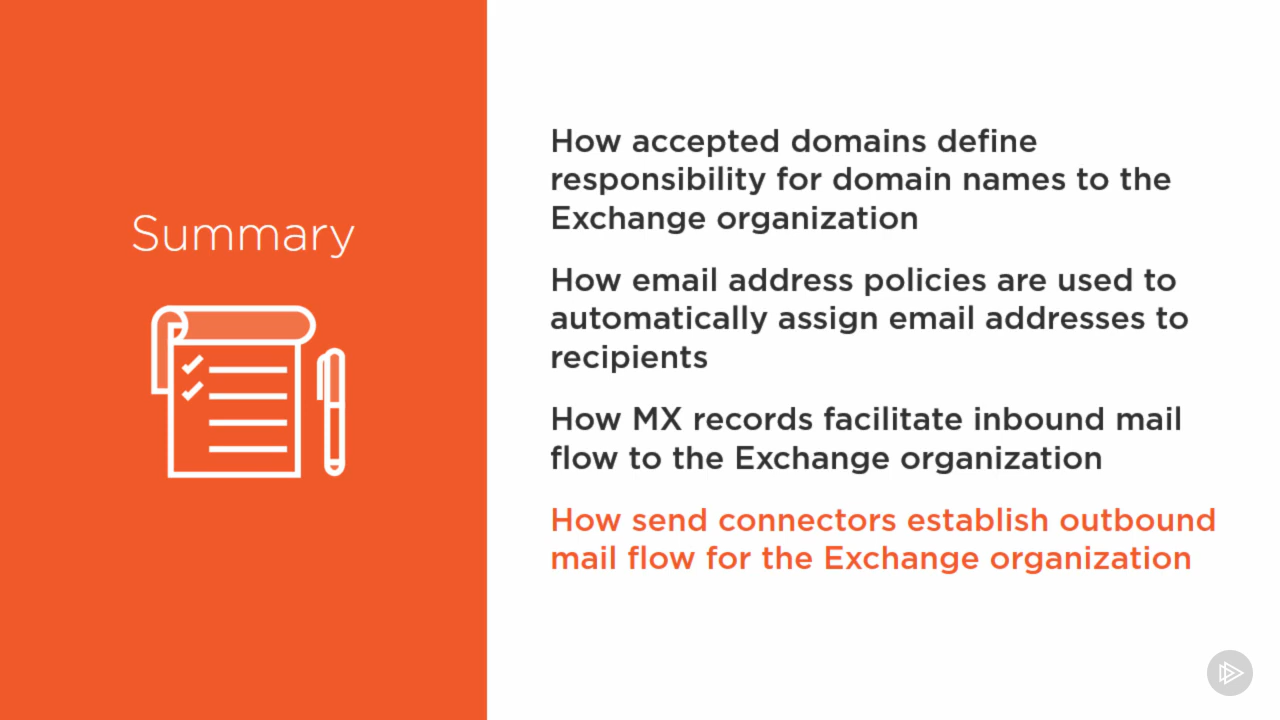 Summary
How accepted domains define
responsibility for domain names to the
Exchange organization
How email address policies are used to
automatically assign email addresses to
recipients
How MX records facilitate inbound mail
flow to the Exchange organization
How send connectors establish outbound
mail flow for the Exchange organization